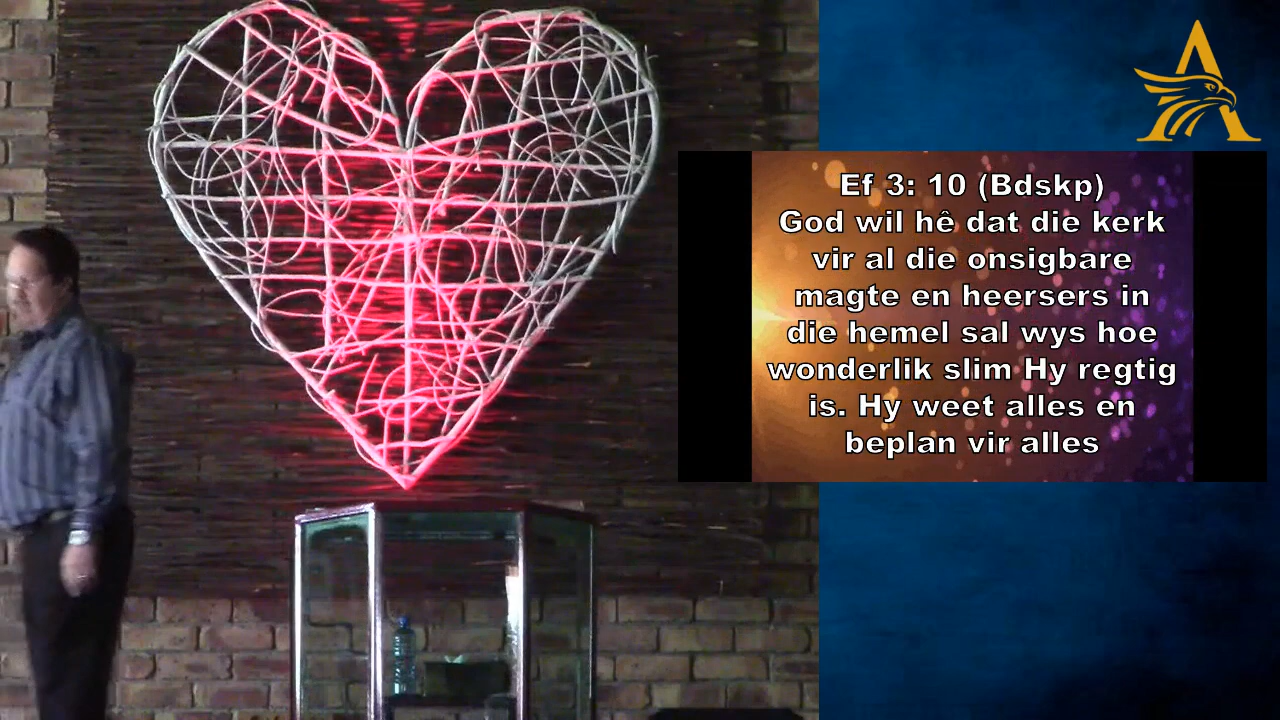 Ef 3: 10 (Bdskp)
God wil hê dat die kerk
vir al die onsigbare
magte en heersers in
die hemel sal wys hoe
wonderlik slim Hy regtig
is. Hy weet alles en
beplan vir alles